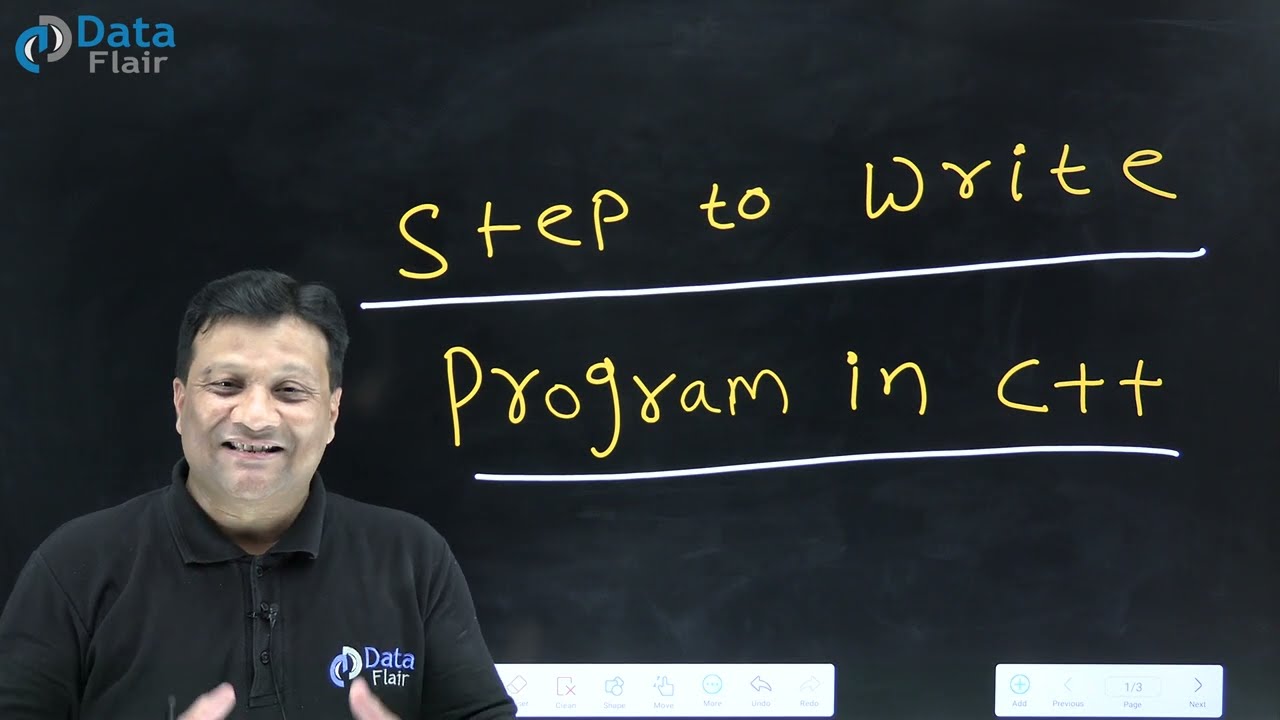 Data
Flair
Step to Write
Program in C++
Data
Flair
Clean
Shape
Move
More
Undo
Redo
Add
Previous
1/3
Page
Next